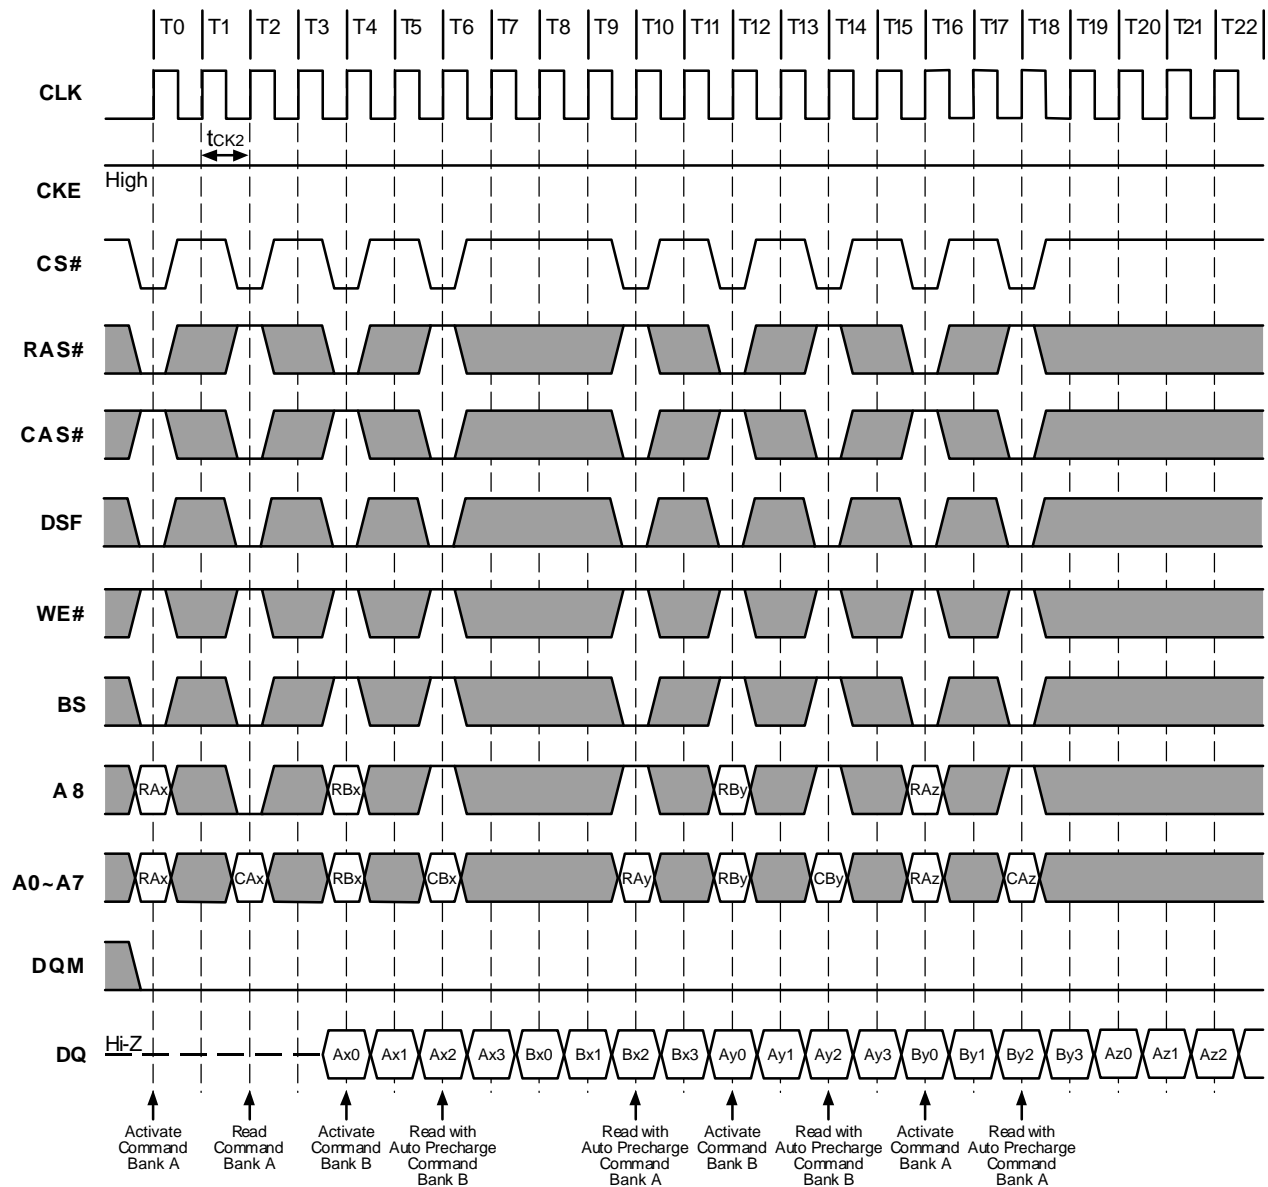 T0 T1 T2 T3 T4 T5 T6 T7 T8 T9 T10 T11 T12 T13 T14 T15 T16 T17 T18 T19 T20 T21 T22
CLK
tCK2
High
CKE
CS#
RAS#
CAS#
DSF
WE#
BS
A8 RAx RBx RBy RAz
A0~A7 RAx CAx RBx CBx RAy RBy CBy RAz CAz
DQM
Hi-Z
DQ Ax0 Ax1 Ax2 Ax3 Bx0 Bx1 Bx2 Bx3 Ay0 Ay1 Ay2 Ay3 By0 By1 By2 By3 Az0 Az1 Az2
Activate
Command
Bank A
Read
Command
Bank A
Activate
Command
Bank B
Read with
Auto Precharge
Command
Bank B
Read with
Auto Precharge
Command
Bank A
Activate
Command
Bank B
Read with
Auto Precharge
Command
Bank B
Activate
Command
Bank A
Read with
Auto Precharge
Command
Bank A